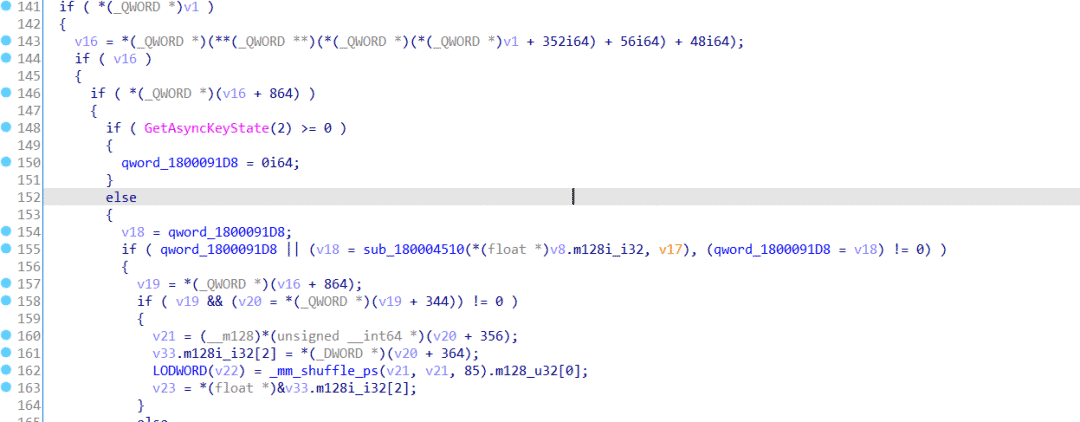 141 if ( *(_QWORD *)v1 )
142 {
143 v16 = *(_QWORD *)(**(_QWORD **)(*(_QWORD *)(*(_QWORD *)v1 + 352i64) + 56i64) + 48i64);
144 if ( v16 )
145 {
146 if ( *(_QWORD *)(v16 + 864) )
147 {
148 if ( GetAsyncKeyState(2) >= 0 )
149 {
150 qword_1800091D8 = 0i64;
151 }
152 else
153 {
154 v18 = qword_1800091D8;
155 if ( qword_1800091D8 || (v18 = sub_180004510(*(float *)v8.m128i_i32, v17), (qword_1800091D8 = v18) != 0) )
156 {
157 v19 = *(_QWORD *)(v16 + 864);
158 if ( v19 && (v20 = *(_QWORD *)(v19 + 344)) != 0 )
159 {
160 v21 = (__m128)*(unsigned __int64 *)(v20 + 356);
161 v33.m128i_i32[2] = *(_DWORD *)(v20 + 364);
162 LODWORD(v22) = _mm_shuffle_ps(v21, v21, 85).m128_u32[0];
163 v23 = *(float *)&v33.m128i_i32[2];
164 }
165 else